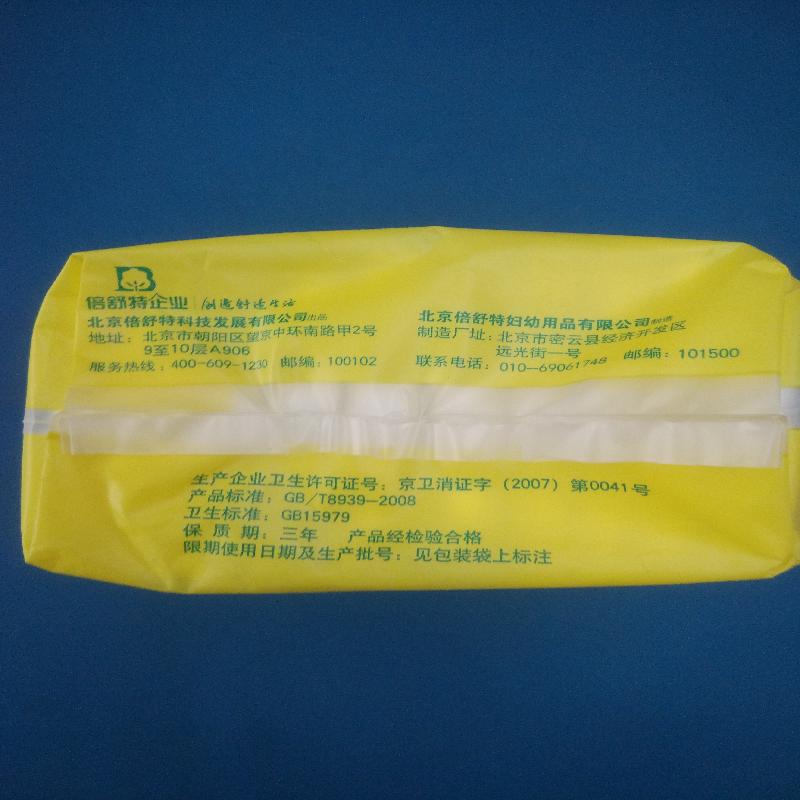 倍舒特企业 创造舒适生活
北京倍舒特科技发展有限公司出品
地址：北京市朝阳区望京中环南路甲2号
9至10层A906
服务热线：400-609-1230 邮编：100102
北京倍舒特妇幼用品有限公司制造
制造厂址：北京市密云县经济开发区
远光街一号
联系电话：010--69061748 邮编：101500
生产企业卫生许可证号：京卫消证字（2007）第0041号
产品标准：GB/T8939-2008
卫生标准：GB15979
保 质 期：三年 产品经检验合格
限期使用日期及生产批号：见包装袋上标注